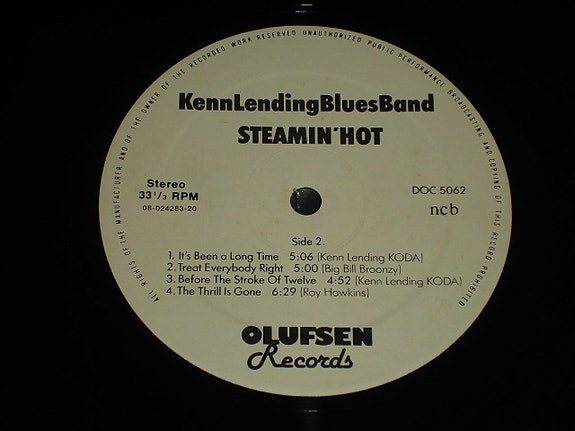 ALL RIGHTS OF THE MANUFACTURER AND OF THE OWNER OF THE RECORDED WORK RESERVED UNAUTHORIZED PUBLIC PERFORMANCE BROADCASTING AND COPYING OF THIS RECORD PROHIBITED
KennLendingBluesBand
STEAMIN´HOT
Stereo
33 1/3 RPM
08-024283-20
DOC 5062
ncb
Side 2.
1. It's Been a Long Time 5:06 (Kenn Lending KODA)
2. Treat Everybody Right 5:00 (Big Bill Broonzy)
3. Before The Stroke Of Twelve 4:52 (Kenn Lending KODA)
4. The Thrill Is Gone 6:29 (Roy Hawkins)
OLUFSEN
Records